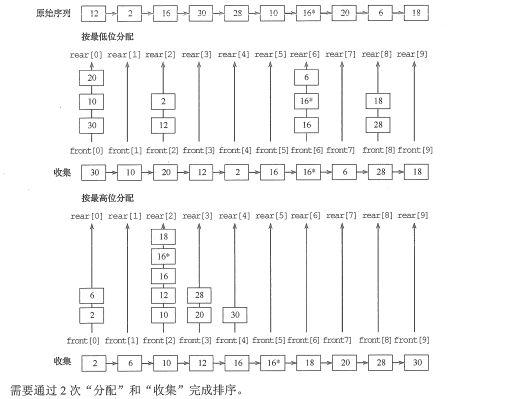 原始序列 12 2 16 30 28 10 16* 20 6 18
按最低位分配
rear[0] rear[1] rear[2] rear[3] rear[4] rear[5] rear[6] rear[7] rear[8] rear[9]
20 6
10 2 16* 18
30 12 16 28
front[0] front[1] front[2] front[3] front[4] front[5] front[6] front7] front[8] front[9]
收集 30 10 20 12 2 16 16* 6 28 18
按最高位分配
rear[0] rear[1] rear[2] rear[3] rear[4] rear[5] rear[6] rear[7] rear[8] rear[9]
18
16*
16
6 12 28
2 10 20 30
front[0] front[1] front[2] front[3] front[4] front[5] front[6] front7] front[8] front[9]
收集 2 6 10 12 16 16* 18 20 28 30
需要通过 2 次“分配”和“收集”完成排序。